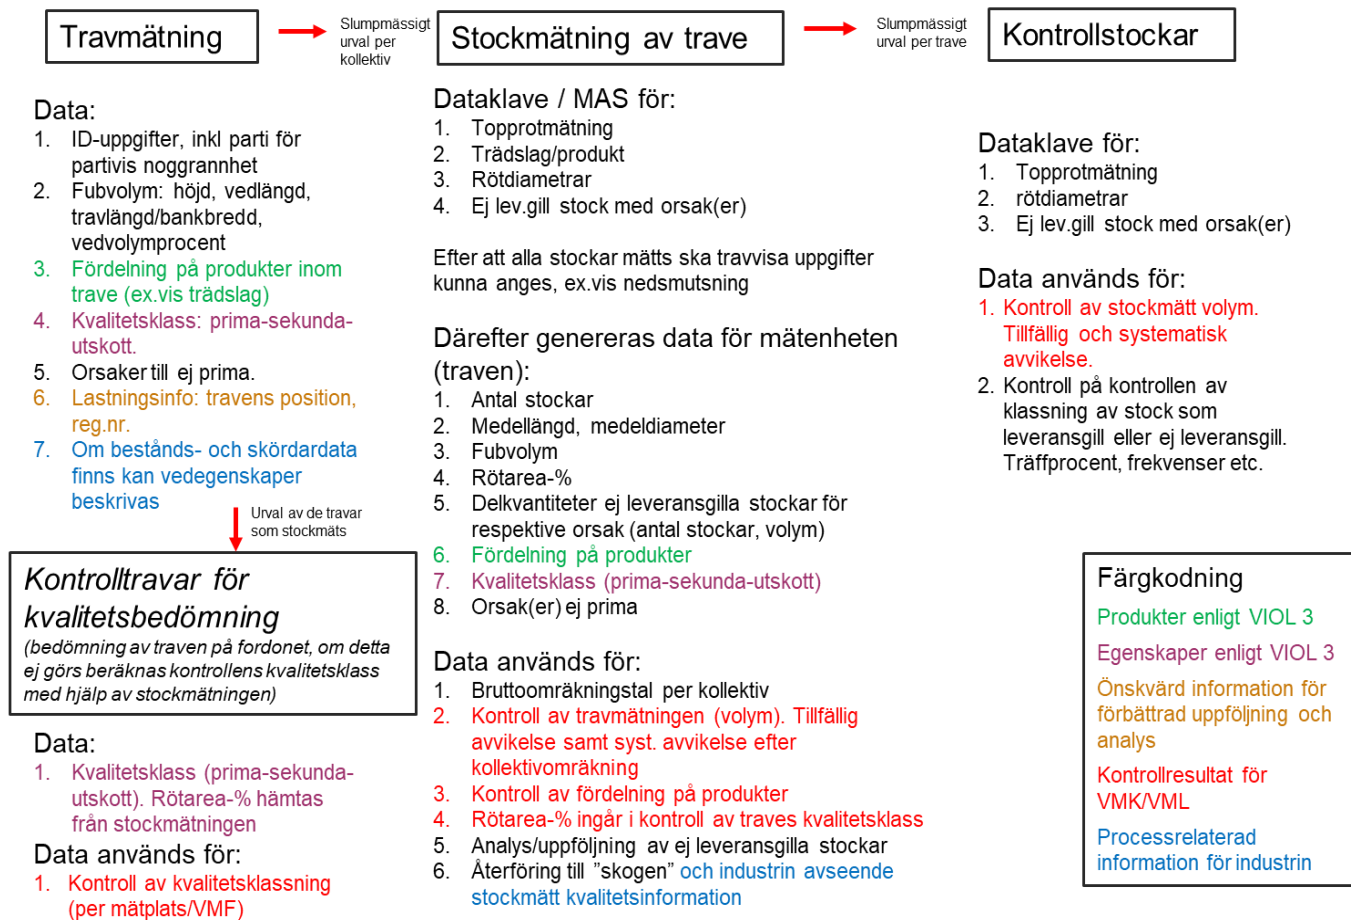 Travmätning
Slumpmässigt
urval per
kollektiv
Stockmätning av trave
Slumpmässigt
urval per trave
Kontrollstockar
Data:
1. ID-uppgifter, inkl parti för
partivis noggrannhet
2. Fubvolym: höjd, vedlängd,
travlängd/bankbredd,
vedvolymprocent
3. Fördelning på produkter inom
trave (ex.vis trädslag)
4. Kvalitetsklass: prima-sekunda-
utskott.
5. Orsaker till ej prima.
6. Lastningsinfo: travens position,
reg.nr.
7. Om bestånds- och skördardata
finns kan vedegenskaper
beskrivas
Urval av de travar
som stockmäts
Kontrolltravar för
kvalitetsbedömning
(bedömning av traven på fordonet, om detta
ej görs beräknas kontrollens kvalitetsklass
med hjälp av stockmätningen)
Data:
1. Kvalitetsklass (prima-sekunda-
utskott). Rötarea-% hämtas
från stockmätningen
Data används för:
1. Kontroll av kvalitetsklassning
(per mätplats/VMF)
Dataklave / MAS för:
1. Topprotmätning
2. Trädslag/produkt
3. Rötdiametrar
4. Ej lev.gill stock med orsak(er)
Efter att alla stockar mätts ska travvisa uppgifter
kunna anges, ex.vis nedsmutsning
Därefter genereras data för mätenheten
(traven):
1. Antal stockar
2. Medellängd, medeldiameter
3. Fubvolym
4. Rötarea-%
5. Delkvantiteter ej leveransgilla stockar för
respektive orsak (antal stockar, volym)
6. Fördelning på produkter
7. Kvalitetsklass (prima-sekunda-utskott)
8. Orsak(er) ej prima
Data används för:
1. Bruttoomräkningstal per kollektiv
2. Kontroll av travmätningen (volym). Tillfällig
avvikelse samt syst. avvikelse efter
kollektivomräkning
3. Kontroll av fördelning på produkter
4. Rötarea-% ingår i kontroll av traves kvalitetsklass
5. Analys/uppföljning av ej leveransgilla stockar
6. Återföring till ”skogen” och industrin avseende
stockmätt kvalitetsinformation
Dataklave för:
1. Topprotmätning
2. rötdiametrar
3. Ej lev.gill stock med orsak(er)
Data används för:
1. Kontroll av stockmätt volym.
Tillfällig och systematisk
avvikelse.
2. Kontroll på kontrollen av
klassning av stock som
leveransgill eller ej leveransgill.
Träffprocent, frekvenser etc.
Färgkodning
Produkter enligt VIOL 3
Egenskaper enligt VIOL 3
Önskvärd information för
förbättrad uppföljning och
analys
Kontrollresultat för
VMK/VML
Processrelaterad
information för industrin